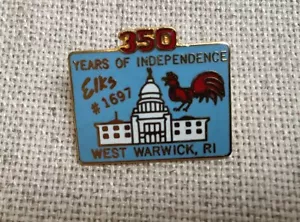 350
YEARS OF INDEPENDENCE
Elks
#1697
WEST WARWICK, RI